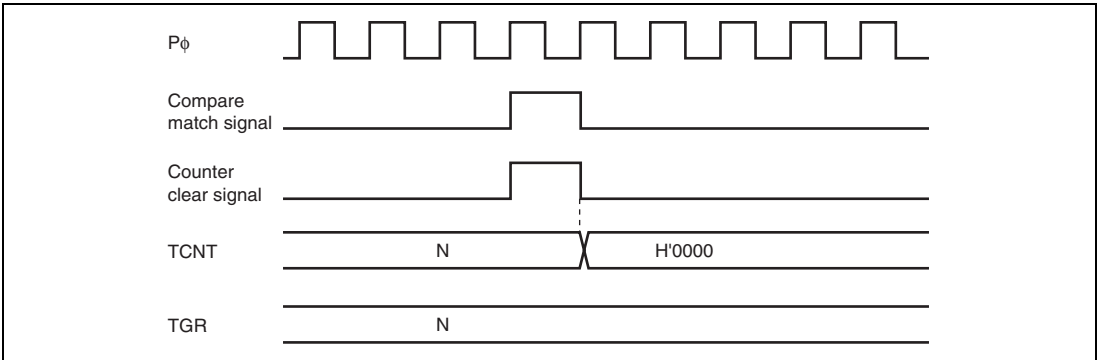 Pϕ
Compare
match signal
Counter
clear signal
TCNT
N
H'0000
TGR
N